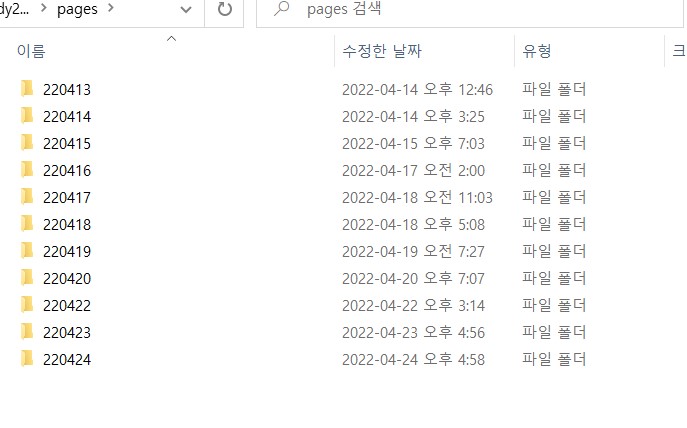 dy2... > pages >
pages 검색
이름 수정한 날짜 유형 크
220413 2022-04-14 오후 12:46 파일 폴더
220414 2022-04-14 오후 3:25 파일 폴더
220415 2022-04-15 오후 7:03 파일 폴더
220416 2022-04-17 오전 2:00 파일 폴더
220417 2022-04-18 오전 11:03 파일 폴더
220418 2022-04-18 오후 5:08 파일 폴더
220419 2022-04-19 오전 7:27 파일 폴더
220420 2022-04-20 오후 7:07 파일 폴더
220422 2022-04-22 오후 3:14 파일 폴더
220423 2022-04-23 오후 4:56 파일 폴더
220424 2022-04-24 오후 4:58 파일 폴더